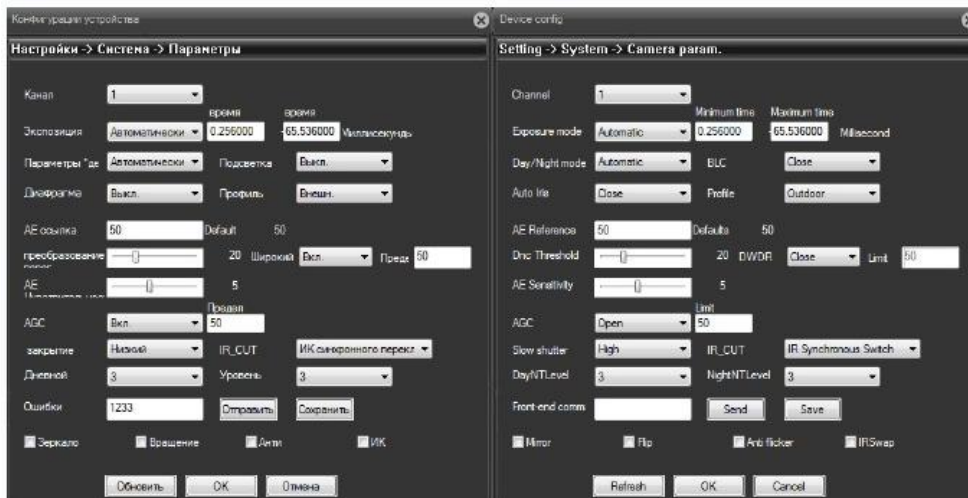 Конфигурации устройства
Настройки -> Система -> Параметры
Канал 1
время время
Экспозиция Автоматически 0.256000 -65.536000 Миллисекундь
Параметры "де Автоматически Подсветка Выкл.
Диафрагма Выкл. Профиль Внешн.
AE ссылка 50 Default 50
преобразование 20 Широкий Вкл. Преде 50
AE 5
Предел
AGC Вкл 50
закрытие Низкий IR_CUT ИК синхронного перекл
Дневной 3 Уровень 3
Ошибки 1233 Отправить Сохранить
Зеркало Вращение Анти ИК
Обновить OK Отмена
Device config
Setting -> System -> Camera param.
Channel 1
Minimum time Maximum time
Exposure mode Automatic 0.256000 -65.536000 Millisecond
Day/Night mode Automatic BLC Close
Auto Iris Close Profile Outdoor
AE Reference 50 Defaults 50
Dnc Threshold 20 DWDR Close Limit 50
AE Sensitivity 5
Limit
AGC Open 50
Slow shutter High IR_CUT IR Synchronous Switch
DayNTLevel 3 NightNTLevel 3
Front-end comm Send Save
Mirror Flip Anti flicker IRSwap
Refresh OK Cancel